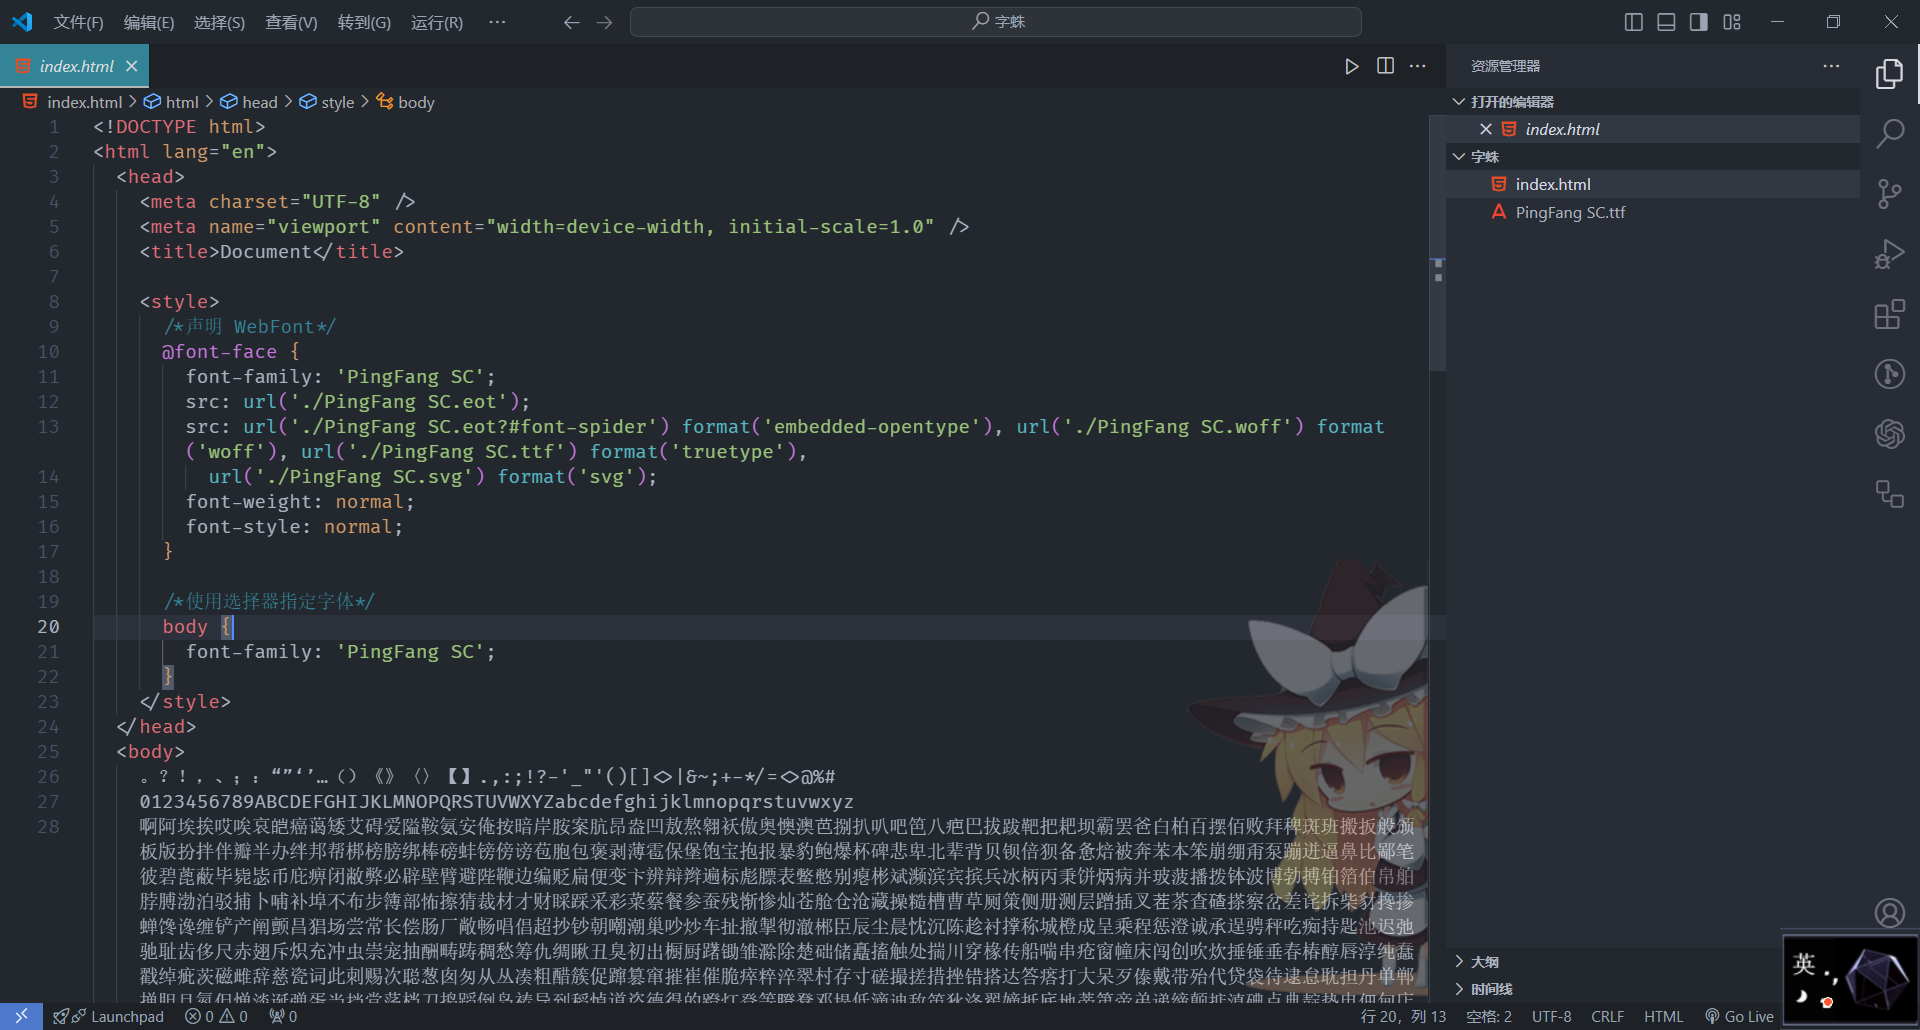 文件(F) 编辑(E) 选择(S) 查看(V) 转到(G) 运行(R) ··· 字蛛
index.html
index.html > html > head > style > body
1 <!DOCTYPE html>
2 <html lang="en">
3 <head>
4 <meta charset="UTF-8" />
5 <meta name="viewport" content="width=device-width, initial-scale=1.0" />
6 <title>Document</title>
7
8 <style>
9 /*声明 WebFont*/
10 @font-face {
11 font-family: 'PingFang SC';
12 src: url('./PingFang SC.eot');
13 src: url('./PingFang SC.eot?#font-spider') format('embedded-opentype'), url('./PingFang SC.woff') format
('woff'), url('./PingFang SC.ttf') format('truetype'),
14 url('./PingFang SC.svg') format('svg');
15 font-weight: normal;
16 font-style: normal;
17 }
18
19 /*使用选择器指定字体*/
20 body {
21 font-family: 'PingFang SC';
22 }
23 </style>
24 </head>
25 <body>
26 。？！，、；：“”‘’…（）《》〈〉【】.,:;!?-'_"'()[]<>|&~;+-*/=<>@%#
27 0123456789ABCDEFGHIJKLMNOPQRSTUVWXYZabcdefghijklmnopqrstuvwxyz
28 啊阿埃挨哎唉哀皑癌蔼矮艾碍爱隘鞍氨安俺按暗岸胺案肮昂盎凹敖熬翱袄傲奥懊澳芭捌扒叭吧笆八疤巴拔跋靶把耙坝霸罢爸白柏百摆佰败拜稗斑班搬扳般颁
板版扮拌伴瓣半办绊邦帮梆榜膀绑棒磅蚌镑傍谤苞胞包褒剥薄雹保堡饱宝抱报暴豹鲍爆杯碑悲卑北辈背贝钡倍狈备惫焙被奔苯本笨崩绷甭泵蹦迸逼鼻比鄙笔
彼碧蓖蔽毕毙毖币庇痹闭敝弊必辟壁臂避陛鞭边编贬扁便变卞辨辩辫遍标彪膘表鳖憋别瘪彬斌濒滨宾摈兵冰柄丙秉饼炳病并玻菠播拨钵波博勃搏铂箔伯帛舶
脖膊渤泊驳捕卜哺补埠不布步簿部怖擦猜裁材才财睬踩采彩菜蔡餐参蚕残惭惨灿苍舱仓沧藏操糙槽曹草厕策侧册测层蹭插叉茬茶查碴搽察岔差诧拆柴豺搀掺
蝉馋谗缠铲产阐颤昌猖场尝常长偿肠厂敞畅唱倡超抄钞朝嘲潮巢吵炒车扯撤掣彻澈郴臣辰尘晨忱沉陈趁衬撑称城橙成呈乘程惩澄诚承逞骋秤吃痴持匙池迟弛
驰耻齿侈尺赤翅斥炽充冲虫崇宠抽酬畴踌稠愁筹仇绸瞅丑臭初出橱厨躇锄雏滁除楚础储矗搐触处揣川穿椽传船喘串疮窗幢床闯创吹炊捶锤垂春椿醇唇淳纯蠢
戳绰疵茨磁雌辞慈瓷词此刺赐次聪葱囱匆从丛凑粗醋簇促蹿篡窜摧崔催脆瘁粹淬翠村存寸磋撮搓措挫错搭达答瘩打大呆歹傣戴带殆代贷袋待逮怠耽担丹单郸
资源管理器
打开的编辑器
index.html
字蛛
index.html
PingFang SC.ttf
大纲
时间线
英
Launchpad 0 0 0 行 20，列 13 空格: 2 UTF-8 CRLF HTML Go Live